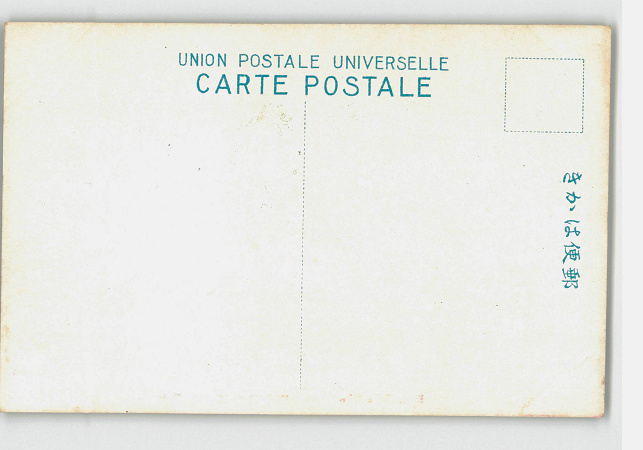 UNION POSTALE UNIVERSELLE
CARTE POSTALE
郵便はかき